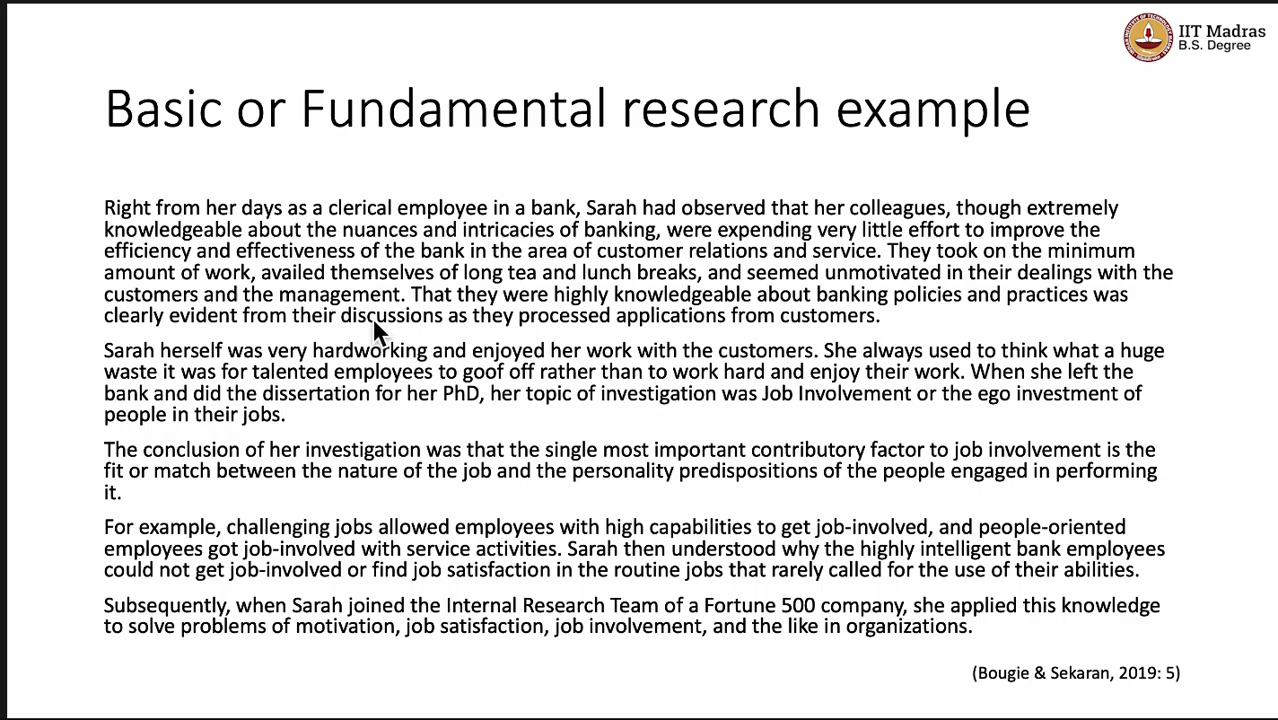 IIT Madras
B.S. Degree
Basic or Fundamental research example
Right from her days as a clerical employee in a bank, Sarah had observed that her colleagues, though extremely
knowledgeable about the nuances and intricacies of banking, were expending very little effort to improve the
efficiency and effectiveness of the bank in the area of customer relations and service. They took on the minimum
amount of work, availed themselves of long tea and lunch breaks, and seemed unmotivated in their dealings with the
customers and the management. That they were highly knowledgeable about banking policies and practices was
clearly evident from their discussions as they processed applications from customers.
Sarah herself was very hardworking and enjoyed her work with the customers. She always used to think what a huge
waste it was for talented employees to goof off rather than to work hard and enjoy their work. When she left the
bank and did the dissertation for her PhD, her topic of investigation was Job Involvement or the ego investment of
people in their jobs.
The conclusion of her investigation was that the single most important contributory factor to job involvement is the
fit or match between the nature of the job and the personality predispositions of the people engaged in performing
it.
For example, challenging jobs allowed employees with high capabilities to get job-involved, and people-oriented
employees got job-involved with service activities. Sarah then understood why the highly intelligent bank employees
could not get job-involved or find job satisfaction in the routine jobs that rarely called for the use of their abilities.
Subsequently, when Sarah joined the Internal Research Team of a Fortune 500 company, she applied this knowledge
to solve problems of motivation, job satisfaction, job involvement, and the like in organizations.
(Bougie & Sekaran, 2019: 5)